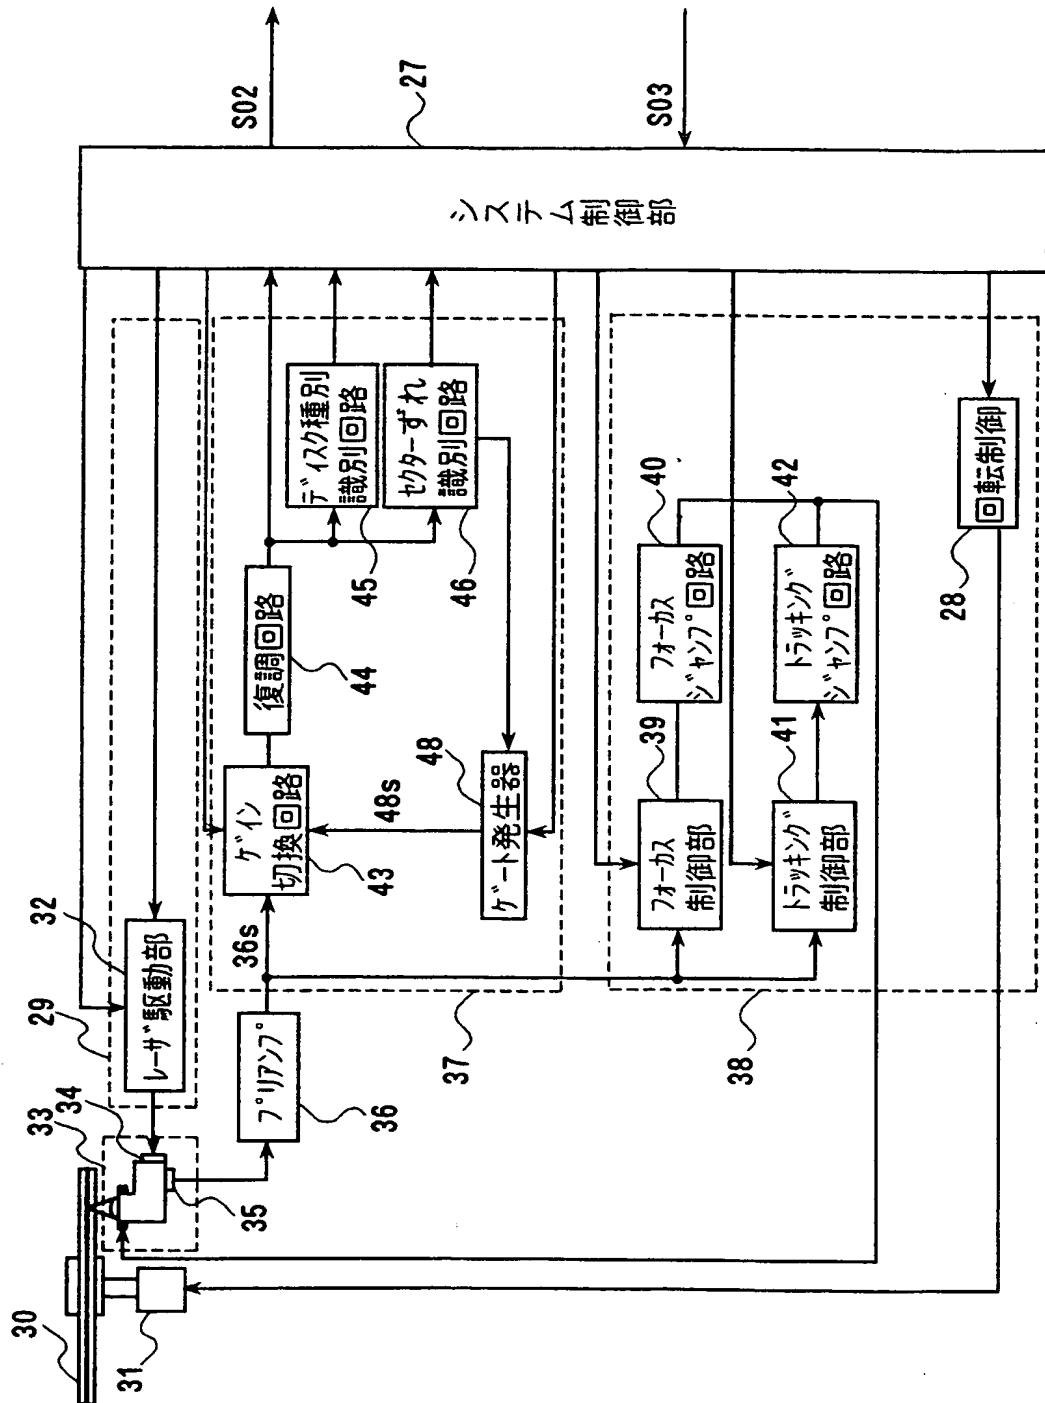 30
31
33
34
35
29
32
レーザ駆動部
プリアンプ
36
36s
37
ゲイン
切換回路
43
復調回路
44
ディスク種別
識別回路
45
セクターずれ
識別回路
46
48
48s
ゲート発生器
38
フォーカス
制御部
39
フォーカス
ジャンプ回路
40
トラッキング
制御部
41
トラッキング
ジャンプ回路
42
回転制御
28
システム制御部
27
S02
S03